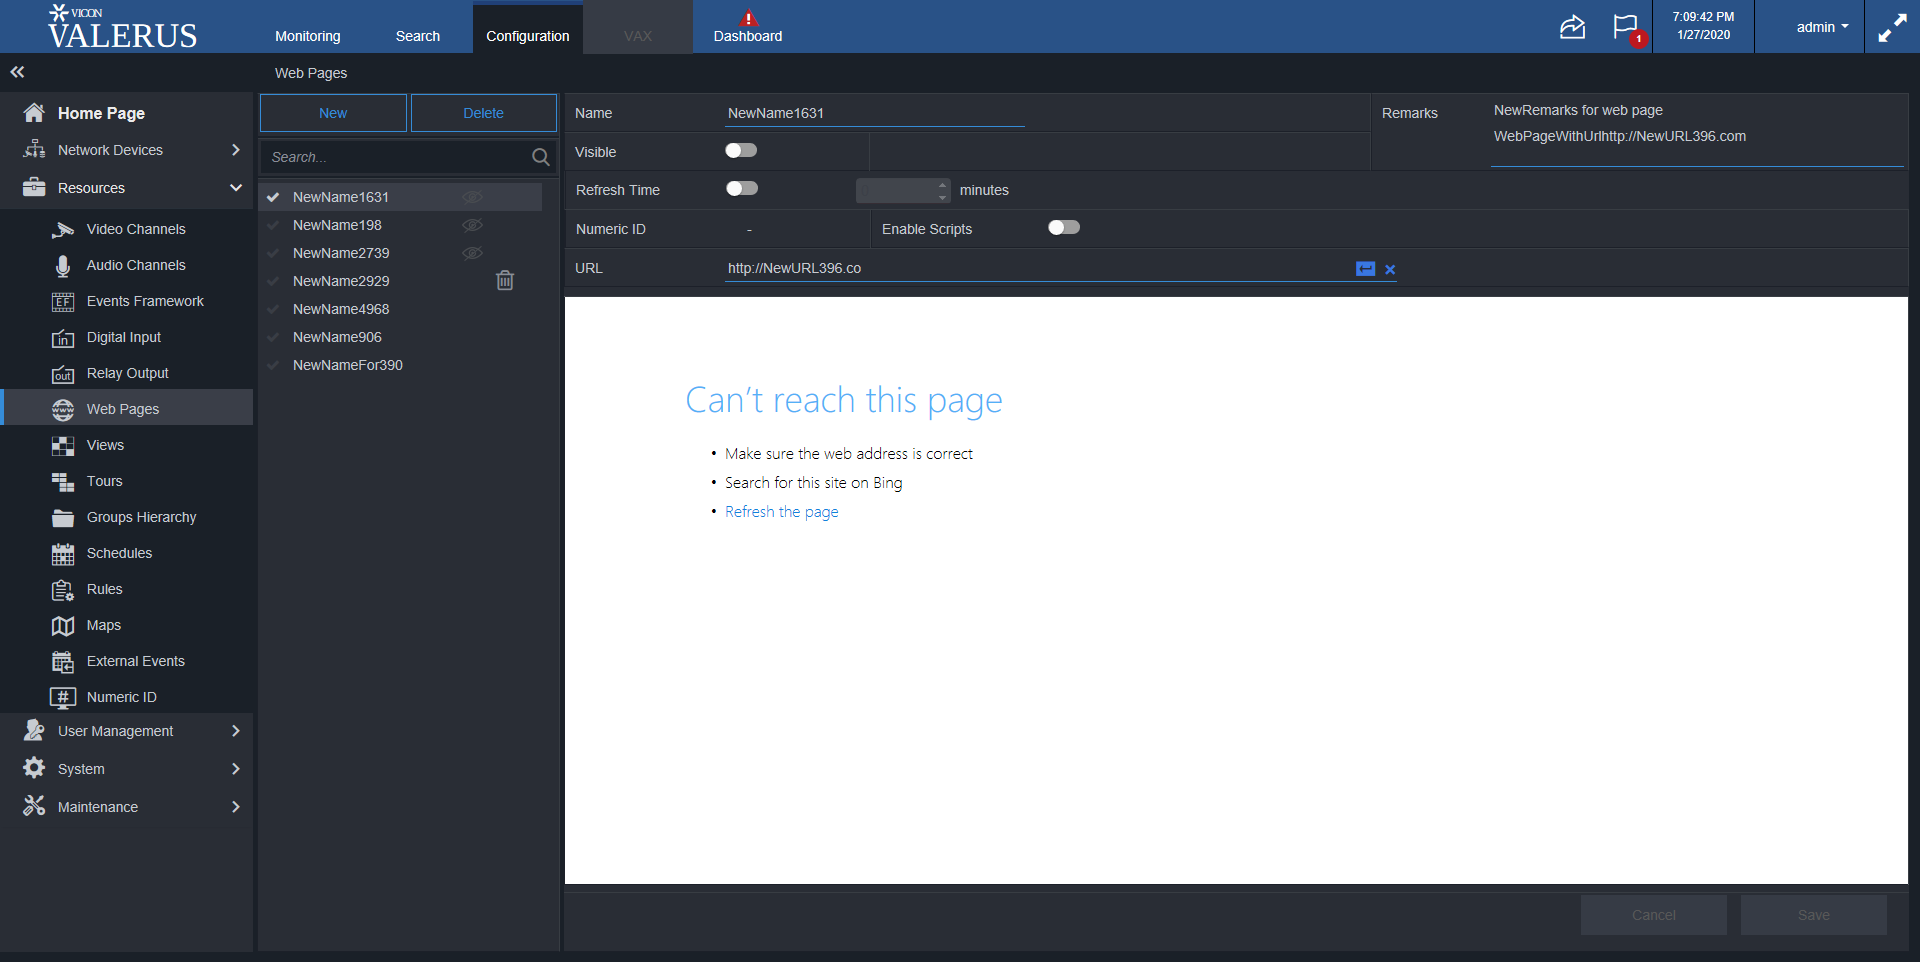 VICON
VALERUS
Monitoring
Search
Configuration
VAX
Dashboard
1
7:09:42 PM
1/27/2020
admin
Web Pages
Home Page
Network Devices
Resources
Video Channels
Audio Channels
EF
Events Framework
in
Digital Input
out
Relay Output
www
Web Pages
Views
Tours
Groups Hierarchy
Schedules
Rules
Maps
External Events
#
Numeric ID
User Management
System
Maintenance
New
Delete
Search...
NewName1631
NewName198
NewName2739
NewName2929
NewName4968
NewName906
NewNameFor390
Name
NewName1631
Remarks
NewRemarks for web page
WebPageWithUrlhttp://NewURL396.com
Visible
Refresh Time
minutes
Numeric ID
-
Enable Scripts
URL
http://NewURL396.co
Can't reach this page
• Make sure the web address is correct
• Search for this site on Bing
• Refresh the page
Cancel
Save